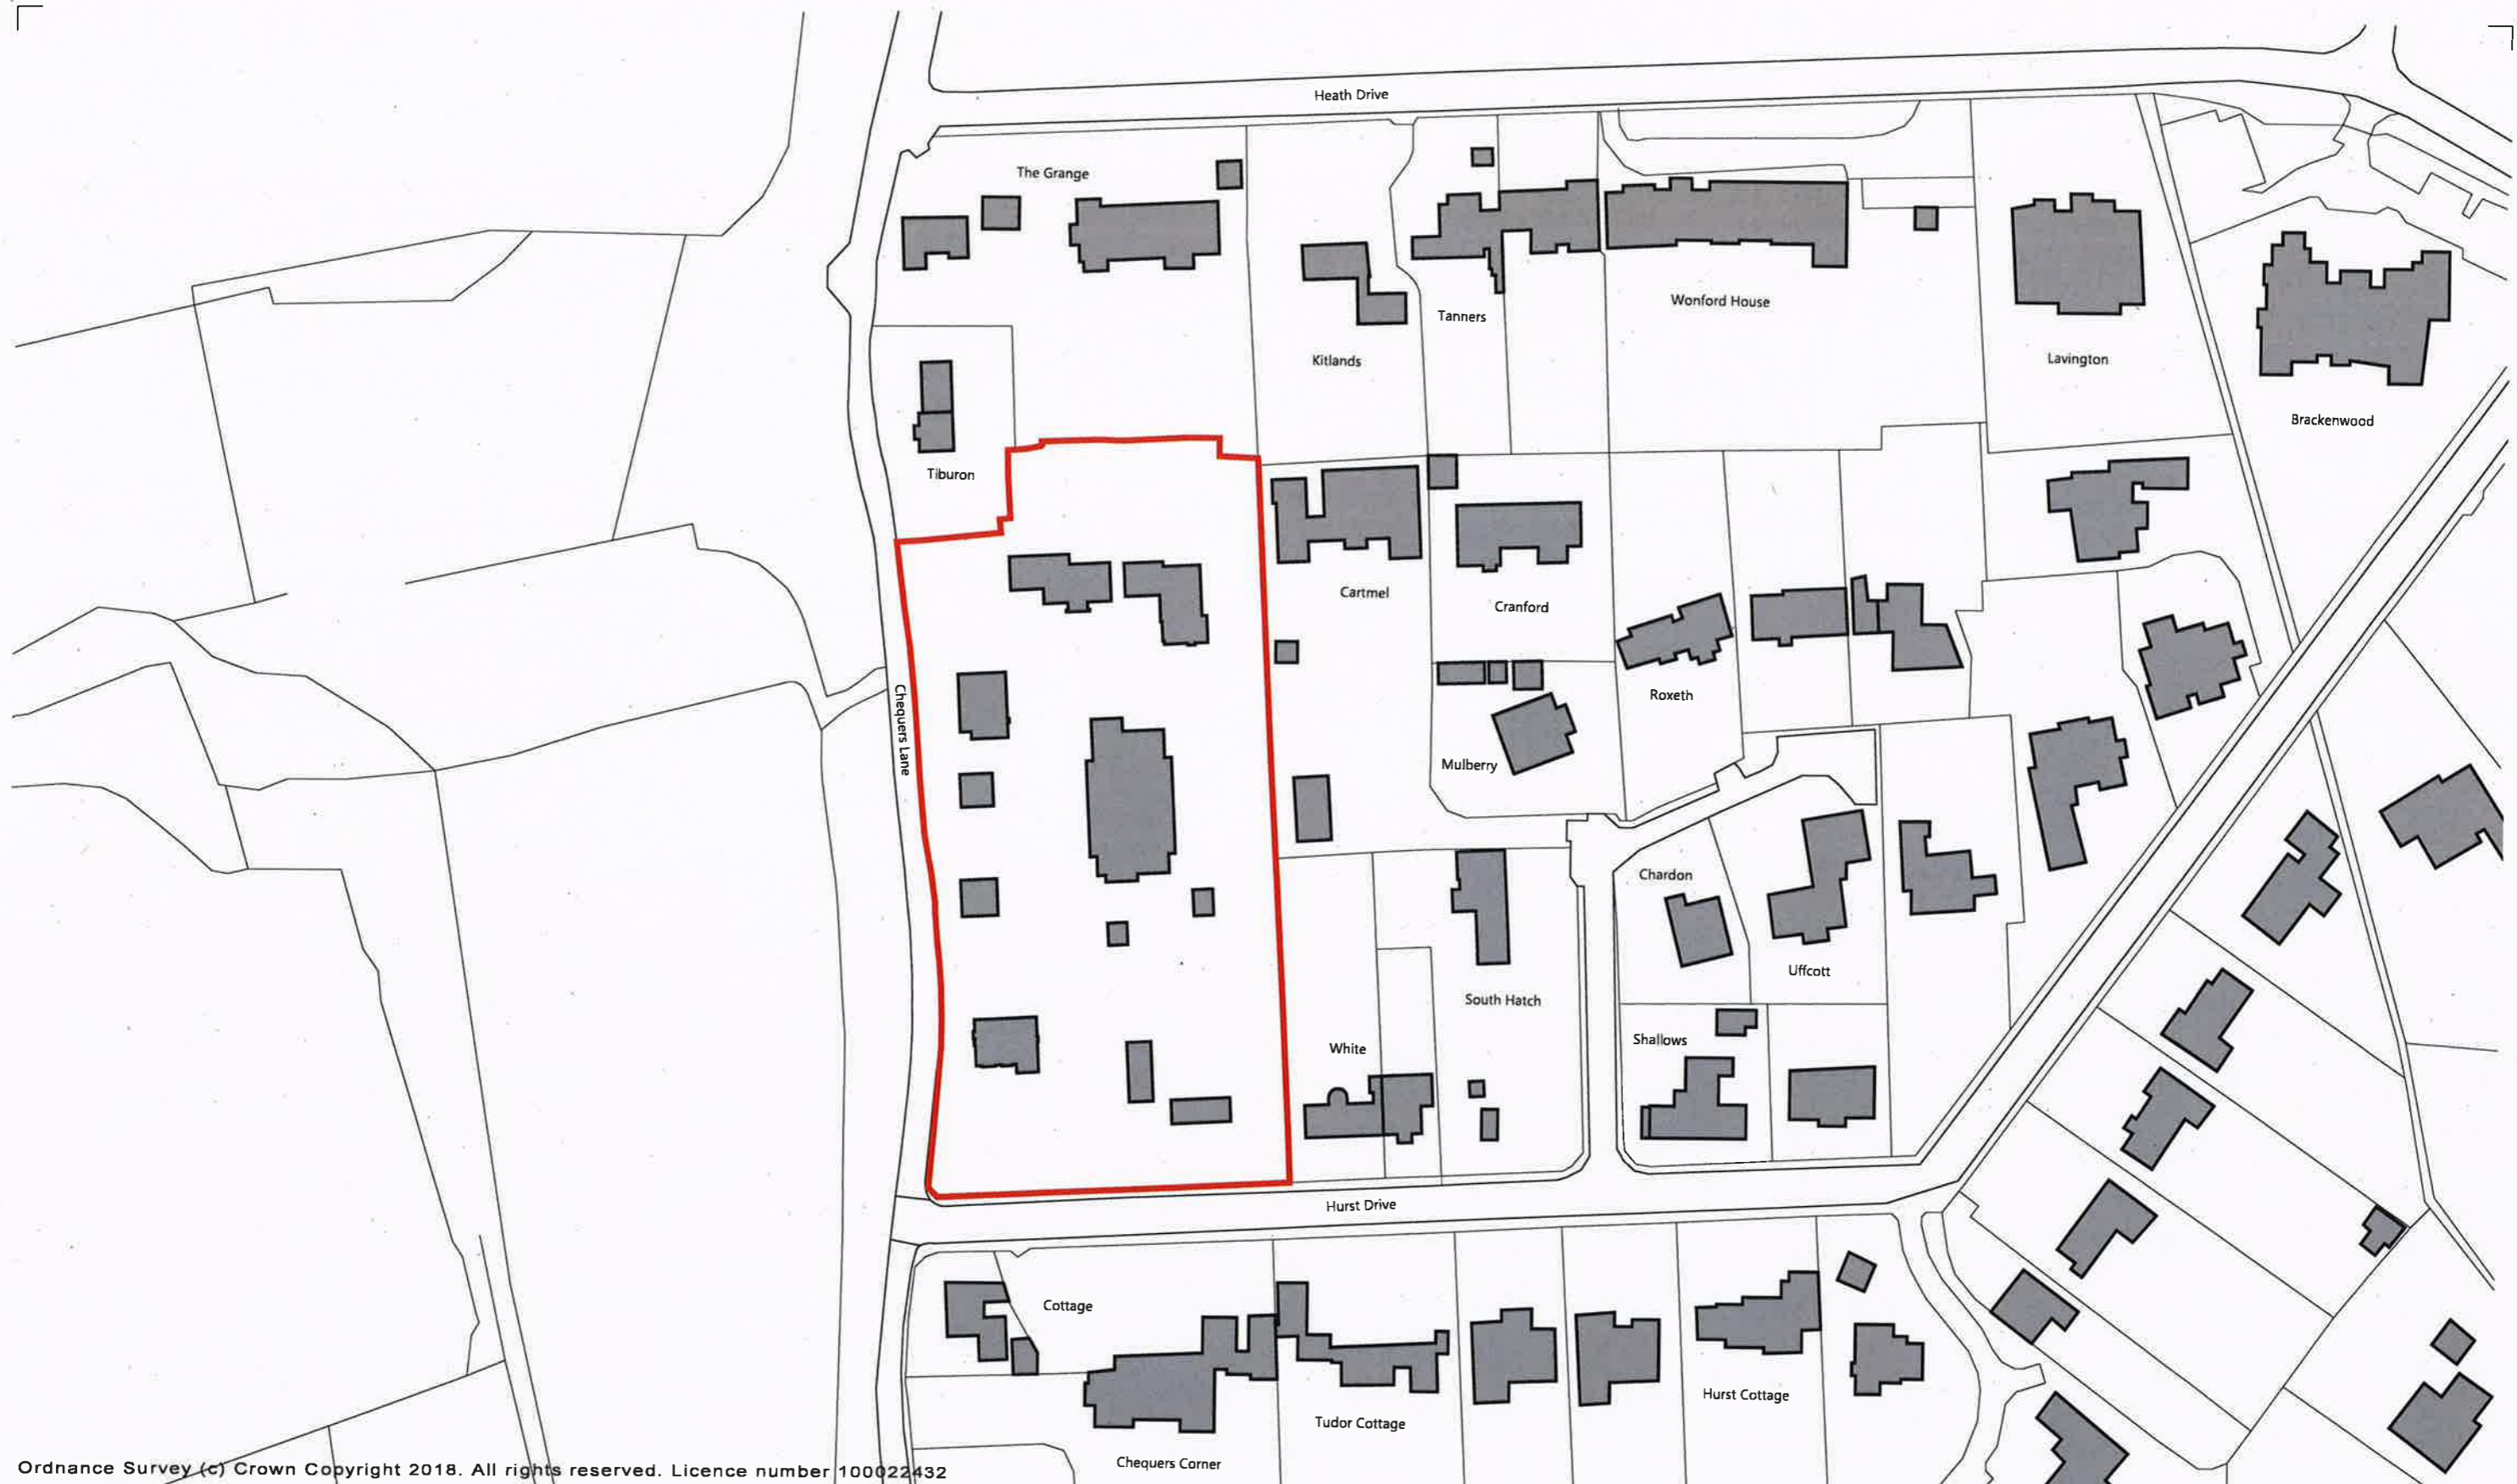 Heath Drive
The Grange
Wonford House
Tanners
Kitlands
Lavington
Brackenwood
Tiburon
Cartmel
Cranford
Roxeth
Chequers Lane
Mulberry
Chardon
Uffcott
South Hatch
Shallows
White
Hurst Drive
Cottage
Hurst Cottage
Tudor Cottage
Chequers Corner
Ordnance Survey (c) Crown Copyright 2018. All rights reserved. Licence number 100022432